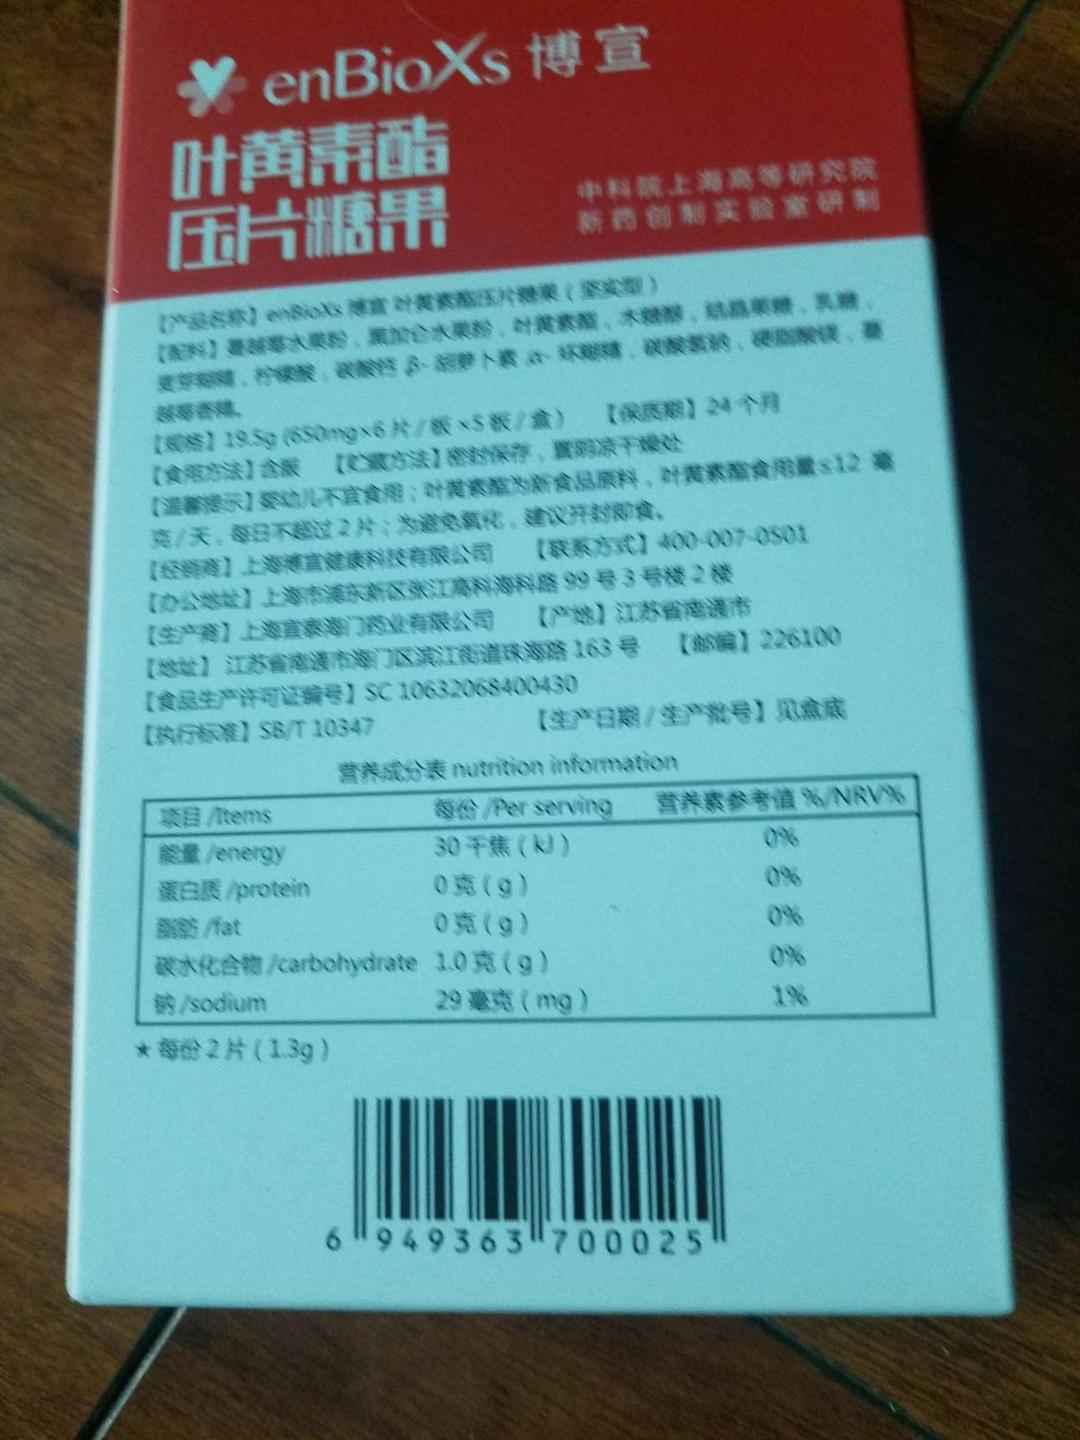 enBioXs 博宣
叶黄素酯
压片糖果
中科院上海高等研究院
新药创制实验室研制
【产品名称】enBioXs 博宣 叶黄素酯压片糖果（坚实型）
【配料】蔓越莓水果粉，黑加仑水果粉，叶黄素酯，木糖醇，结晶果糖，乳糖，
麦芽糊精，柠檬酸，碳酸钙 β- 胡萝卜素 α- 环糊精，碳酸氢钠，硬脂酸镁，蔓
越莓香精。
【规格】19.5g (650mg×6 片 / 板 ×5 板 / 盒) 【保质期】24 个月
【食用方法】含服 【贮藏方法】密封保存，置阴凉干燥处
【温馨提示】婴幼儿不宜食用；叶黄素酯为新食品原料，叶黄素酯食用量≤12 毫
克 / 天，每日不超过 2 片；为避免氧化，建议开封即食。
【经销商】上海博宣健康科技有限公司 【联系方式】400-007-0501
【办公地址】上海市浦东新区张江高科海科路 99 号 3 号楼 2 楼
【生产商】上海宣泰海门药业有限公司 【产地】江苏省南通市
【地址】 江苏省南通市海门区滨江街道珠海路 163 号 【邮编】226100
【食品生产许可证编号】SC 10632068400430
【执行标准】SB/T 10347 【生产日期 / 生产批号】见盒底
营养成分表 nutrition information
项目 /Items 每份 /Per serving 营养素参考值 %/NRV%
能量 /energy 30 千焦（kJ） 0%
蛋白质 /protein 0 克（g） 0%
脂肪 /fat 0 克（g） 0%
碳水化合物 /carbohydrate 1.0 克（g） 0%
钠 /sodium 29 毫克（mg） 1%
★ 每份 2 片（1.3g）
6 949363 700025